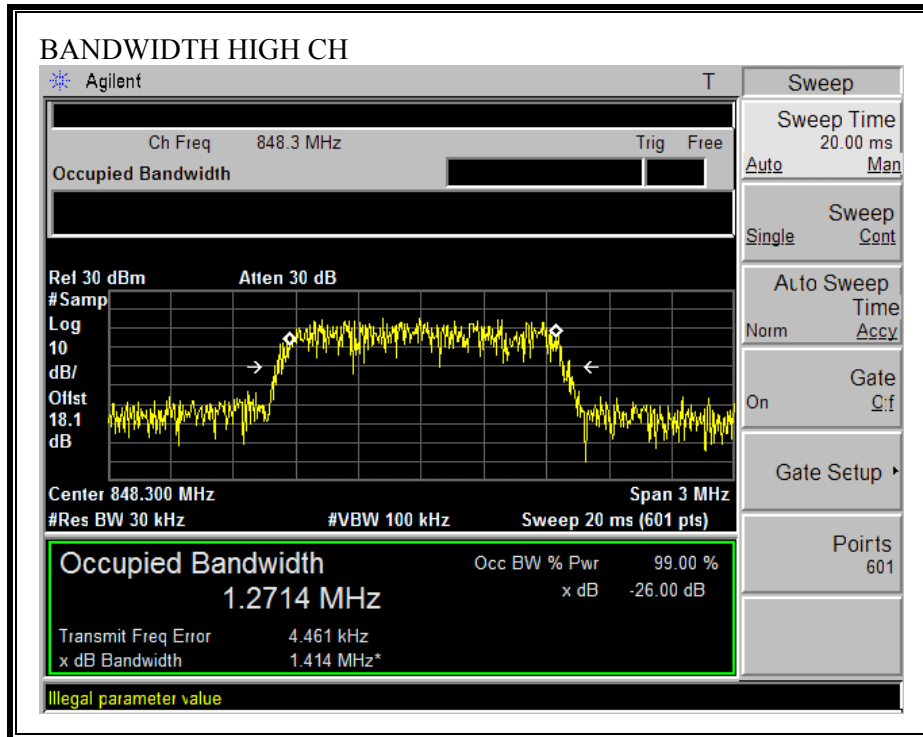 BANDWIDTH HIGH CH
Agilent T
Ch Freq 848.3 MHz Trig Free
Occupied Bandwidth
Ref 30 dBm Atten 30 dB
#Samp
Log
10
dB/
Offst
18.1
dB
Center 848.300 MHz Span 3 MHz
#Res BW 30 kHz #VBW 100 kHz Sweep 20 ms (601 pts)
Occupied Bandwidth
1.2714 MHz
Occ BW % Pwr 99.00 %
x dB -26.00 dB
Transmit Freq Error 4.461 kHz
x dB Bandwidth 1.414 MHz*
Illegal parameter value
Sweep
Sweep Time
20.00 ms
Auto Man
Sweep
Single Cont
Auto Sweep
Time
Norm Accy
Gate
On Off
Gate Setup
Points
601